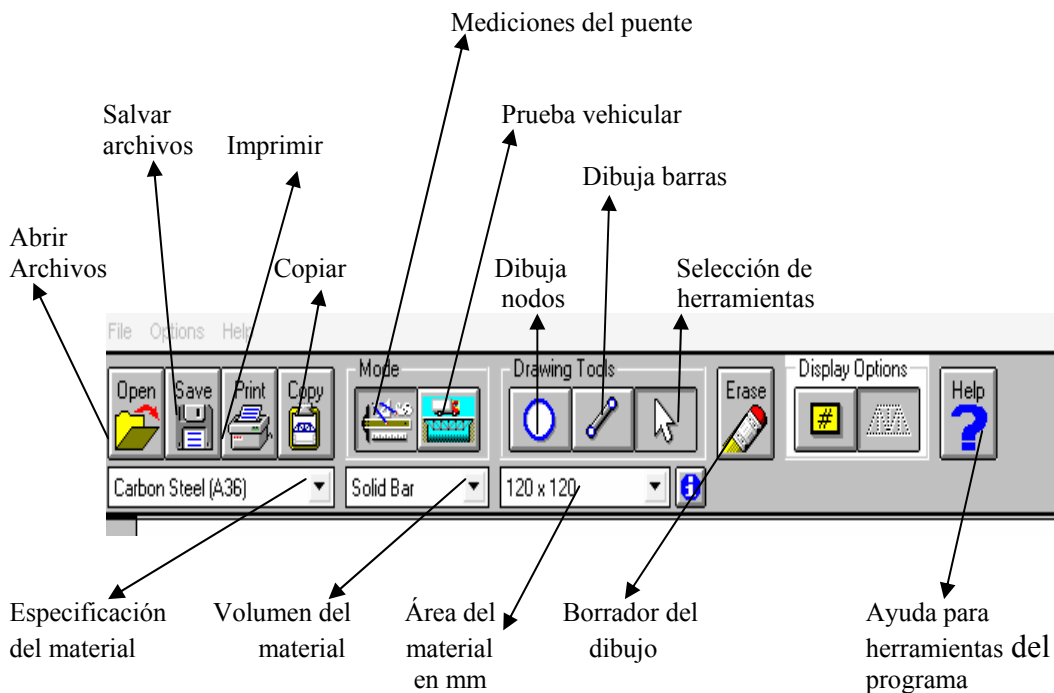 Mediciones del puente
Salvar
archivos
Imprimir
Prueba vehicular
Dibuja barras
Abrir
Archivos
Copiar
Dibuja
nodos
Selección de
herramientas
File Options Help
Open Save Print Copy Mode Drawing Tools Erase Display Options Help
#
Carbon Steel (A36) Solid Bar 120 x 120
Especificación
del material
Volumen del
material
Área del
material
en mm
Borrador del
dibujo
Ayuda para
herramientas del
programa